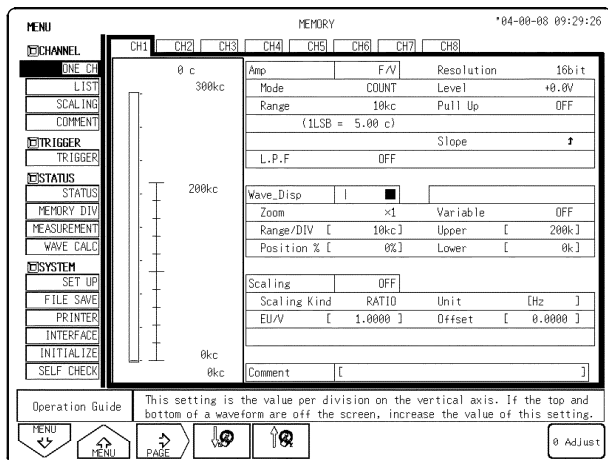 MENU
MEMORY
'04-00-08 09:29:26
CHANNEL
ONE CH
LIST
SCALING
COMMENT
TRIGGER
TRIGGER
STATUS
STATUS
MEMORY DIV
MEASUREMENT
WAVE CALC
SYSTEM
SET UP
FILE SAVE
PRINTER
INTERFACE
INITIALIZE
SELF CHECK
CH1 CH2 CH3 CH4 CH5 CH6 CH7 CH8
0 c
300kc
200kc
0kc
0kc
Amp F/V Resolution 16bit
Mode COUNT Level +0.0V
Range 10kc Pull Up OFF
(1LSB = 5.00 c)
Slope ↑
L.P.F OFF
Wave_Disp
Zoom ×1 Variable OFF
Range/DIV [ 10kc] Upper [ 200k]
Position % [ 0%] Lower [ 0k]
Scaling OFF
Scaling Kind RATIO Unit [Hz ]
EU/V [ 1.0000 ] Offset [ 0.0000 ]
Comment [ ]
Operation Guide
This setting is the value per division on the vertical axis. If the top and
bottom of a waveform are off the screen, increase the value of this setting.
MENU
MENU
PAGE
0 Adjust